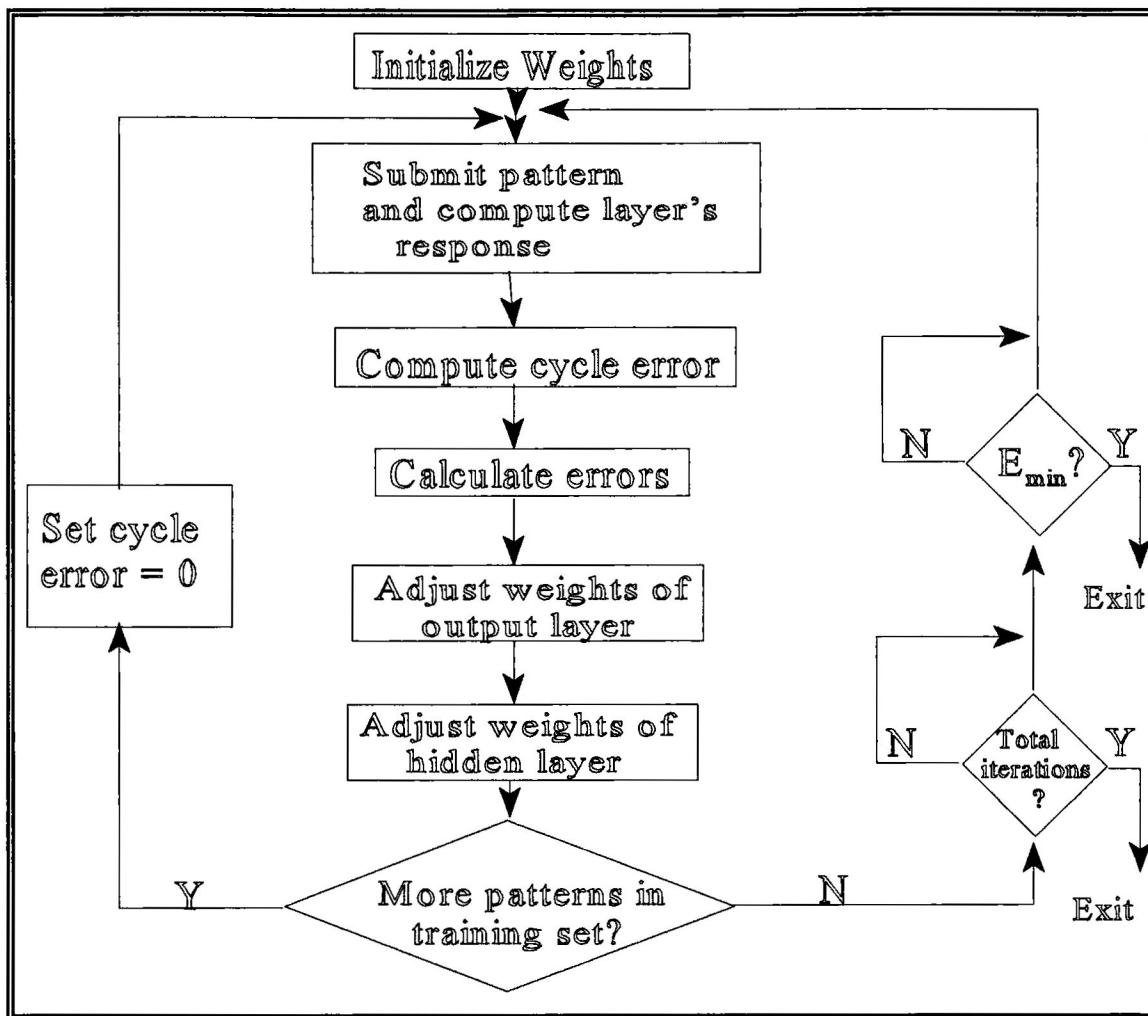 Initialize Weights
Submit pattern
and compute layer's
response
Compute cycle error
Calculate errors
Adjust weights of
output layer
Adjust weights of
hidden layer
More patterns in
training set?
Y
N
Set cycle
error = 0
Total
iterations
?
N
Y
Exit
E_min?
N
Y
Exit